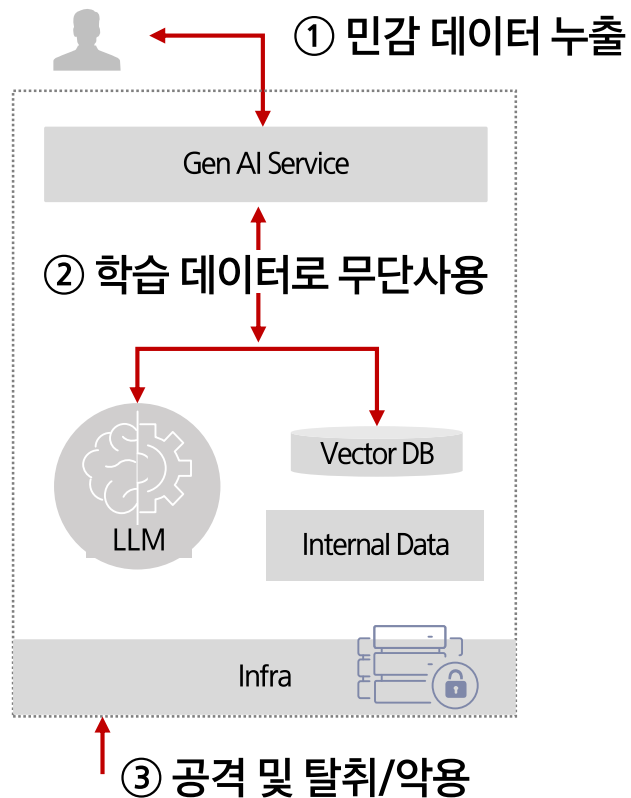 ① 민감 데이터 누출
Gen AI Service
② 학습 데이터로 무단사용
Vector DB
LLM
Internal Data
Infra
③ 공격 및 탈취/악용